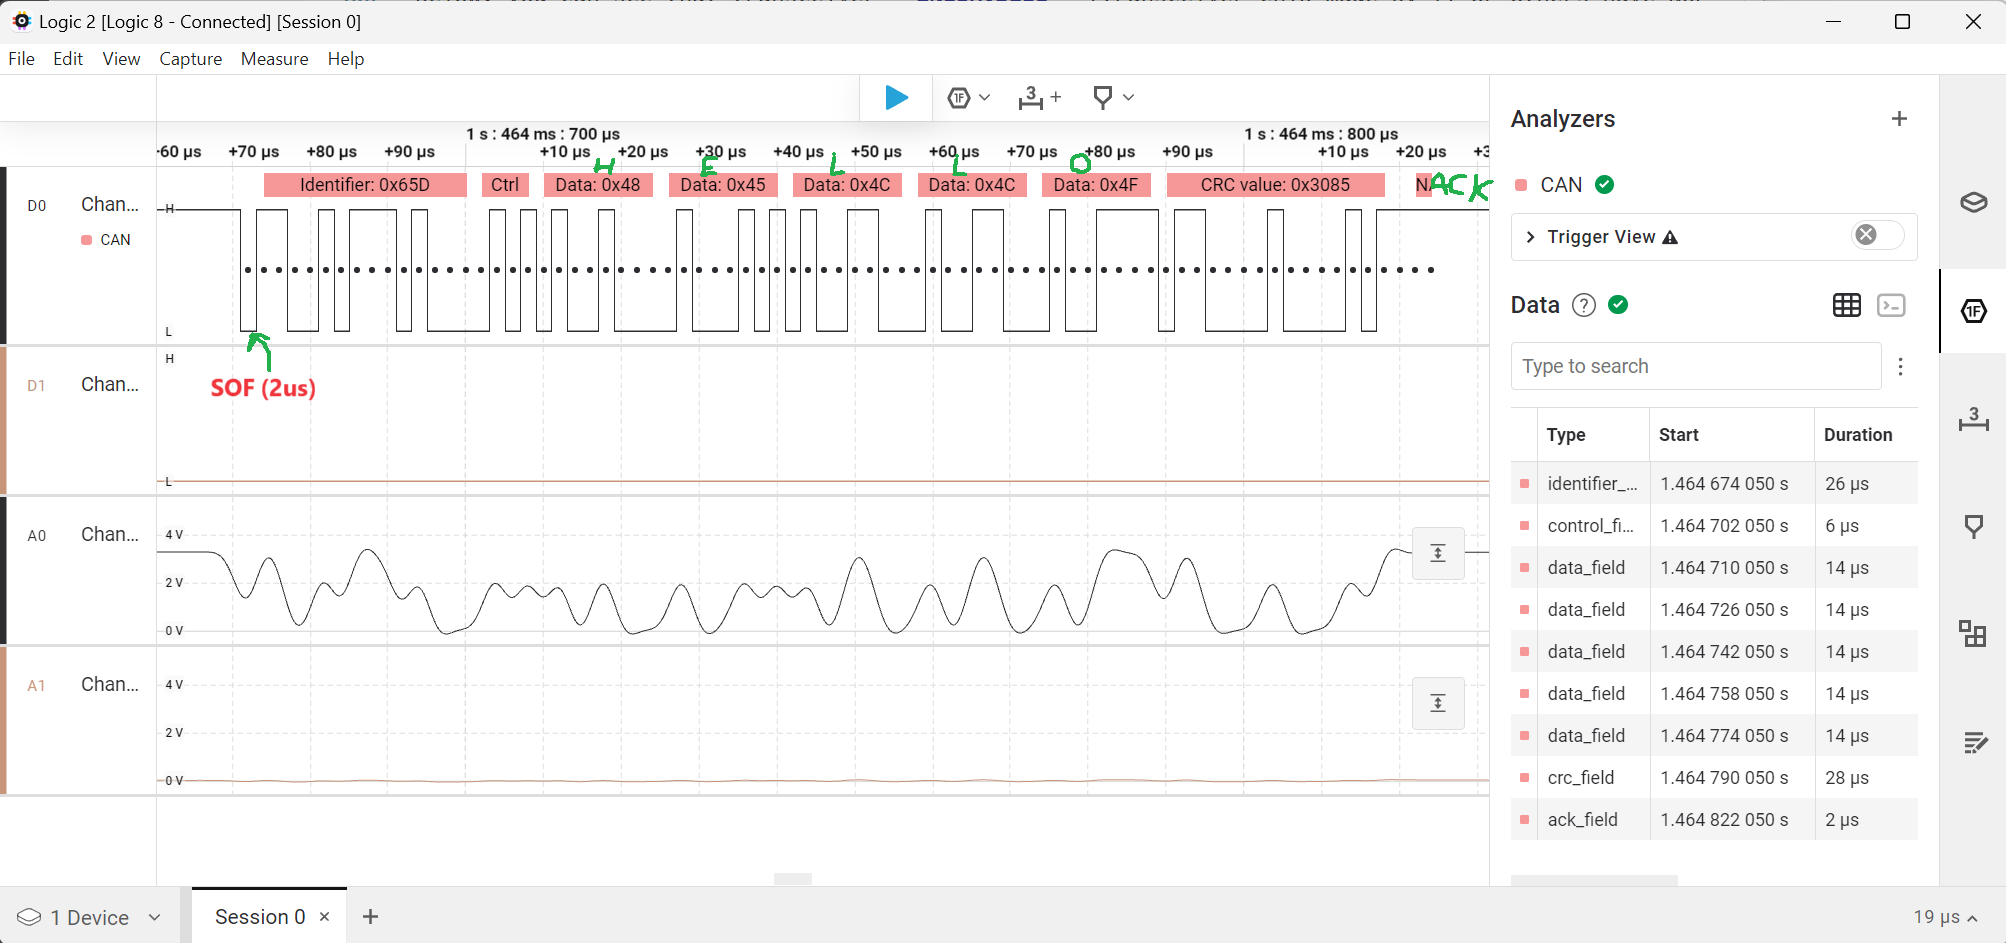 Logic 2 [Logic 8 - Connected] [Session 0]
File Edit View Capture Measure Help
1 s : 464 ms : 700 µs 1 s : 464 ms : 800 µs
+60 µs +70 µs +80 µs +90 µs +10 µs +20 µs +30 µs +40 µs +50 µs +60 µs +70 µs +80 µs +90 µs +10 µs +20 µs +3
H E L L O
Identifier: 0x65D Ctrl Data: 0x48 Data: 0x45 Data: 0x4C Data: 0x4C Data: 0x4F CRC value: 0x3085 NACK
D0 Chan... H
CAN
L
SOF (2us)
D1 Chan... H
L
A0 Chan... 4 V
2 V
0 V
A1 Chan... 4 V
2 V
0 V
Analyzers
CAN
Trigger View
Data
Type to search
Type Start Duration
identifier_... 1.464 674 050 s 26 µs
control_fi... 1.464 702 050 s 6 µs
data_field 1.464 710 050 s 14 µs
data_field 1.464 726 050 s 14 µs
data_field 1.464 742 050 s 14 µs
data_field 1.464 758 050 s 14 µs
data_field 1.464 774 050 s 14 µs
crc_field 1.464 790 050 s 28 µs
ack_field 1.464 822 050 s 2 µs
1F
3
1F
3
1 Device Session 0 19 µs